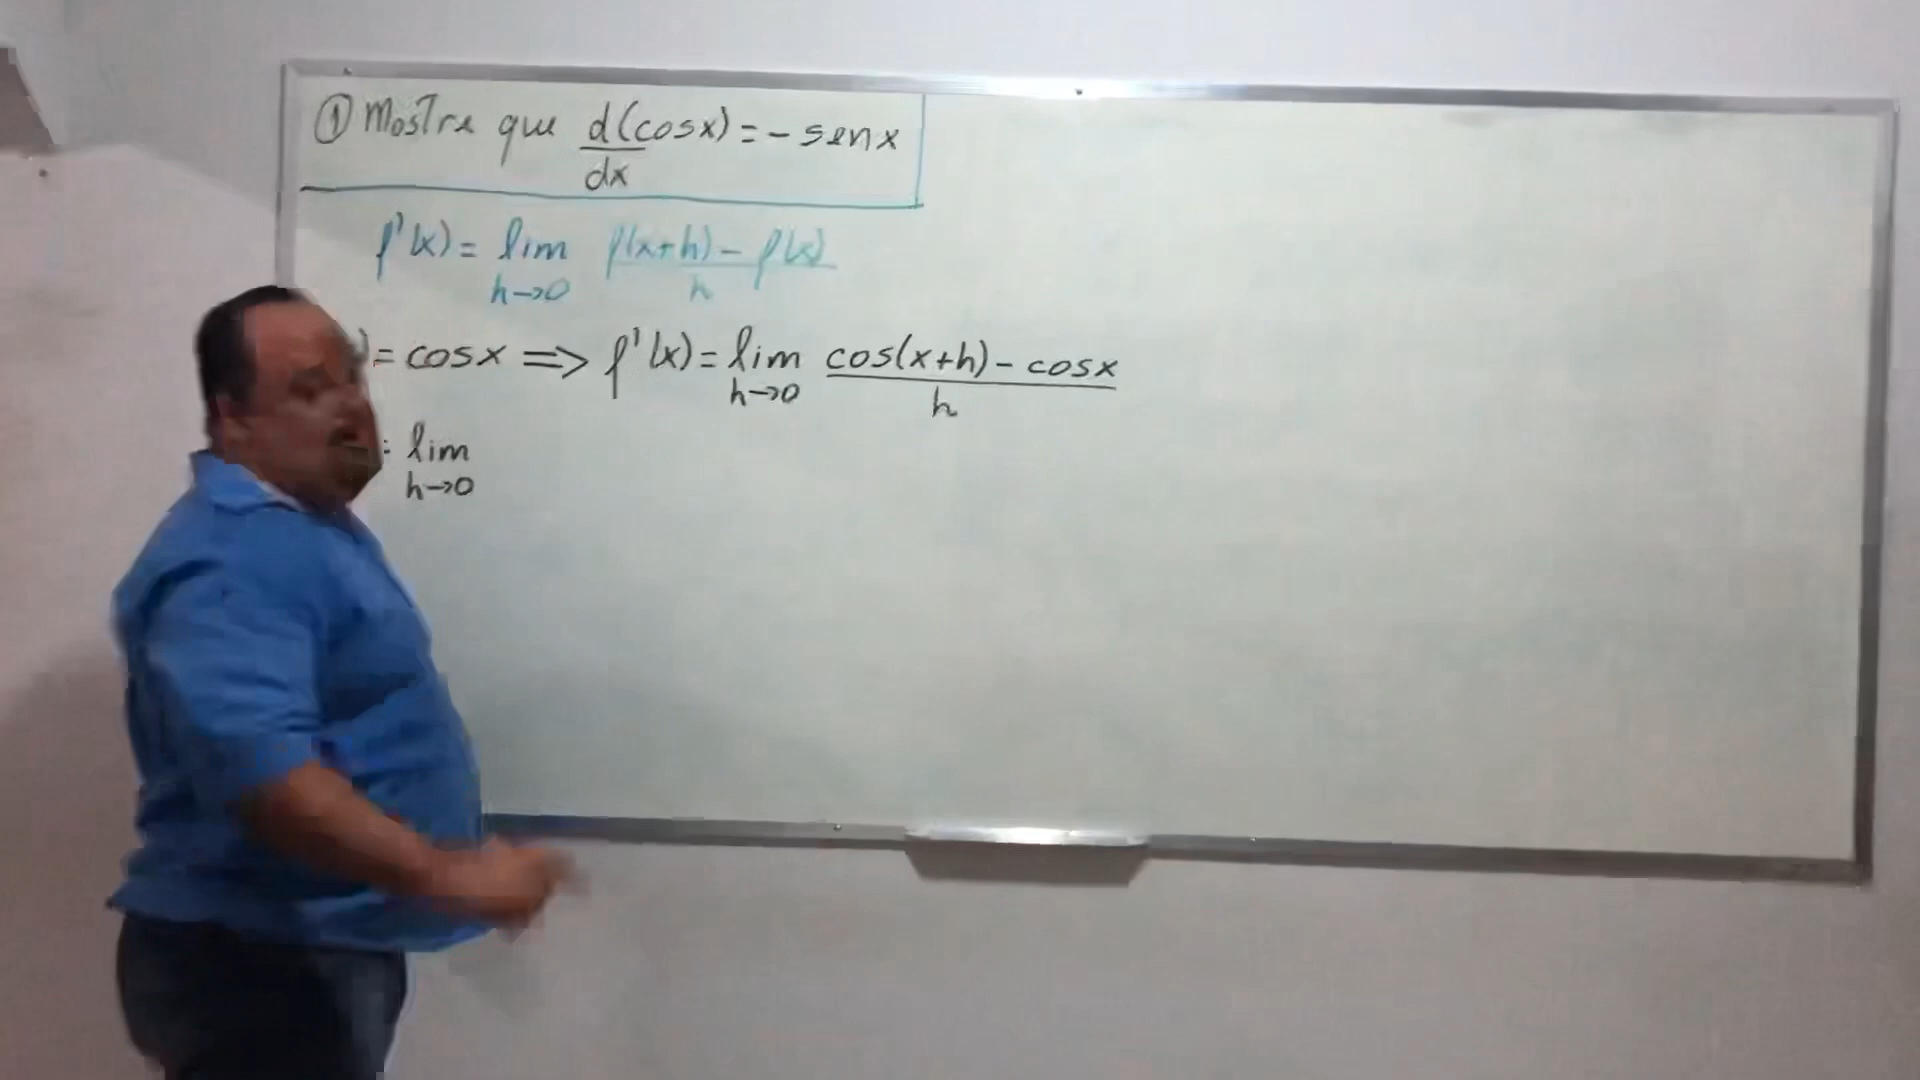 ① Mostre que d(cosx) = - senx
dx
f'(x) = lim f(x+h) - f(x)
h→0 h
) = cosx => f'(x) = lim cos(x+h) - cosx
h→0 h
= lim
h→0